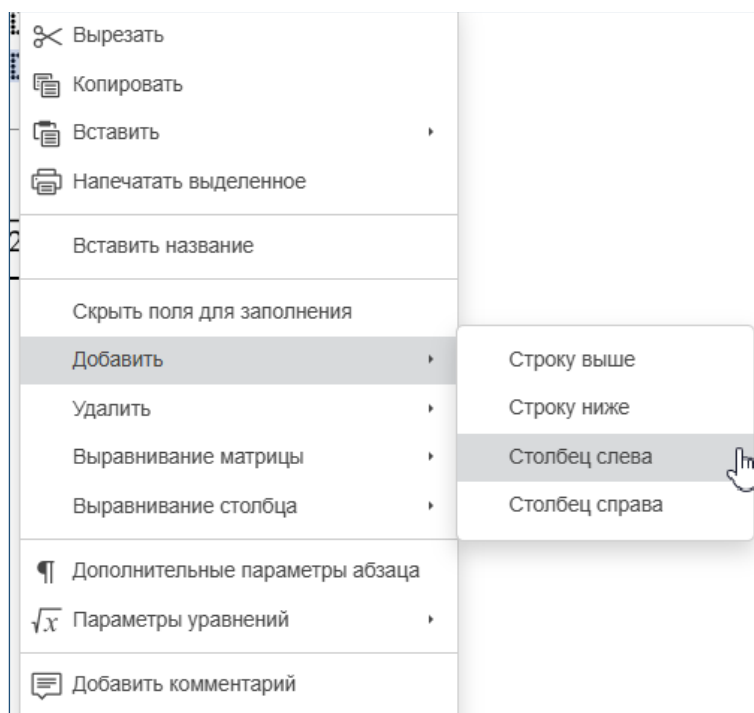 Вырезать
Копировать
Вставить
Напечатать выделенное
2
Вставить название
Скрыть поля для заполнения
Добавить
Удалить
Выравнивание матрицы
Выравнивание столбца
Строку выше
Строку ниже
Столбец слева
Столбец справа
Дополнительные параметры абзаца
√x Параметры уравнений
Добавить комментарий